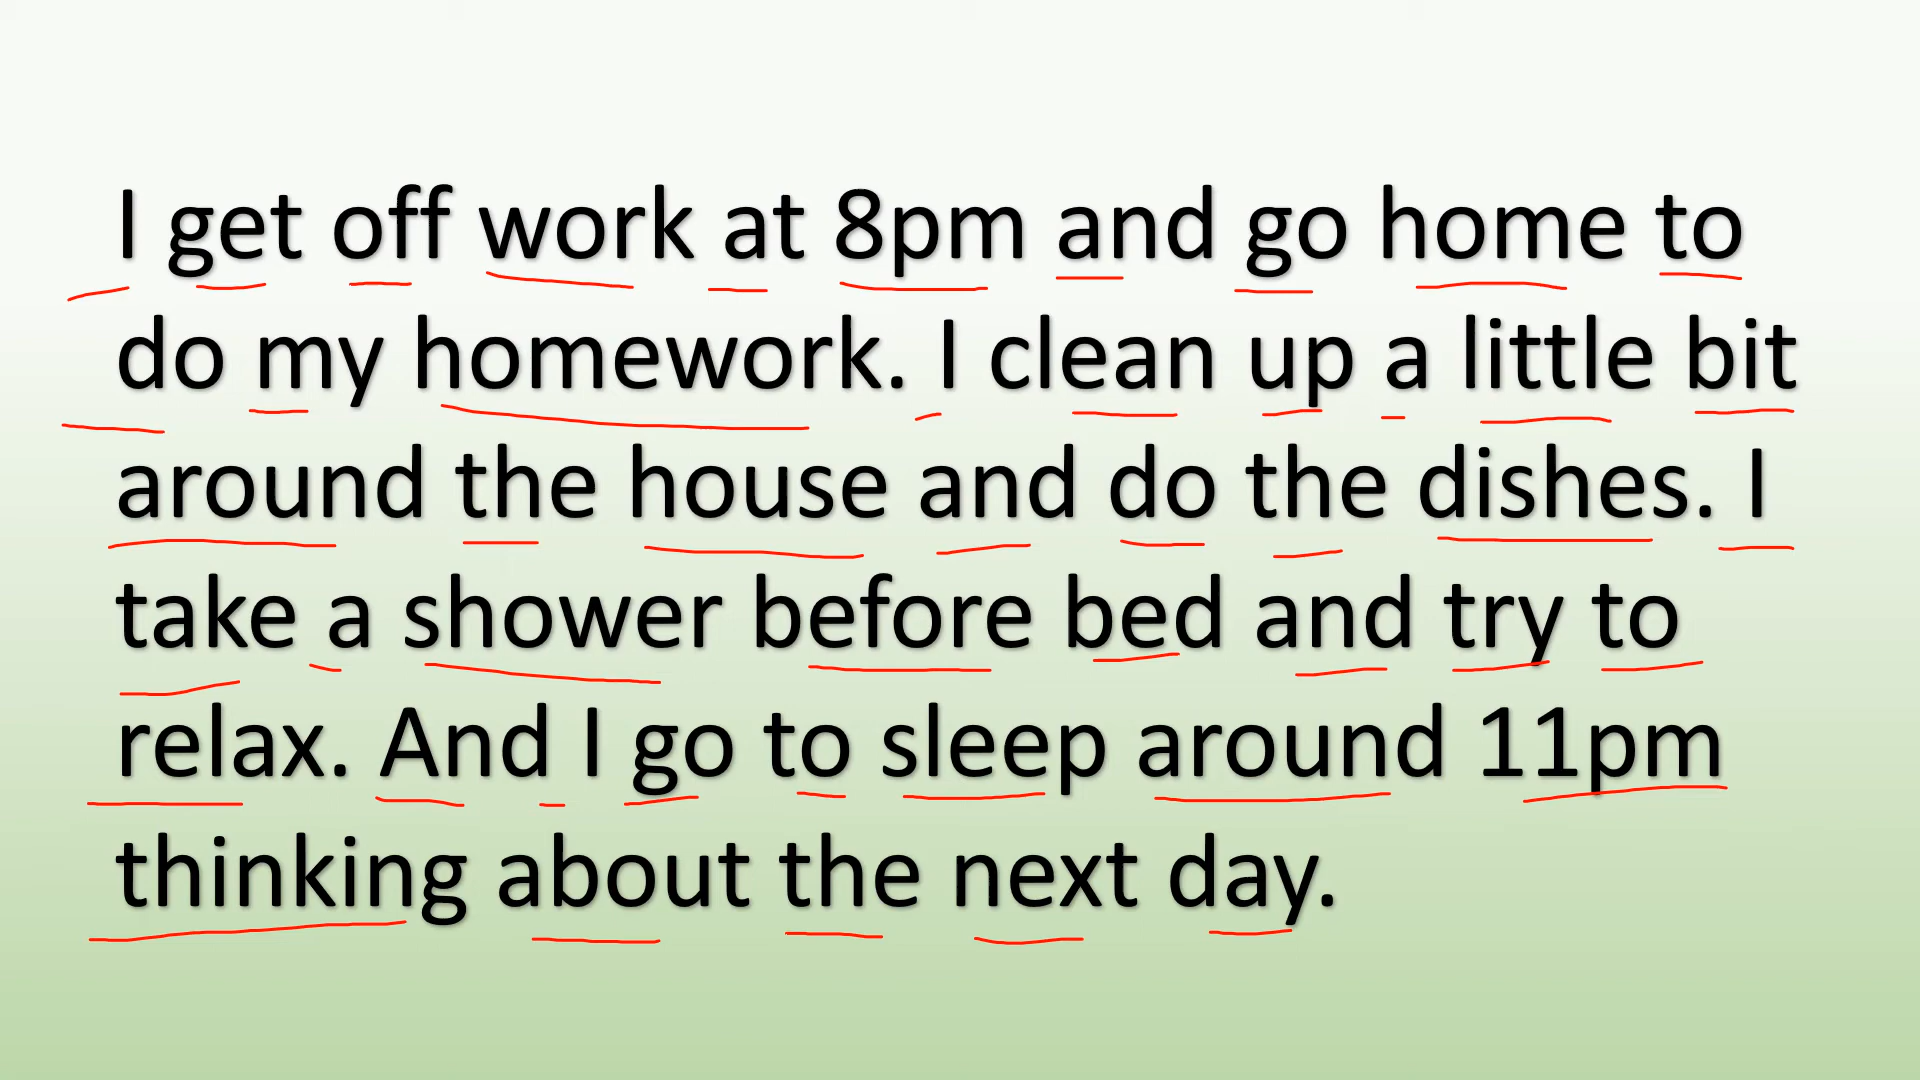 I get off work at 8pm and go home to
do my homework. I clean up a little bit
around the house and do the dishes. I
take a shower before bed and try to
relax. And I go to sleep around 11pm
thinking about the next day.